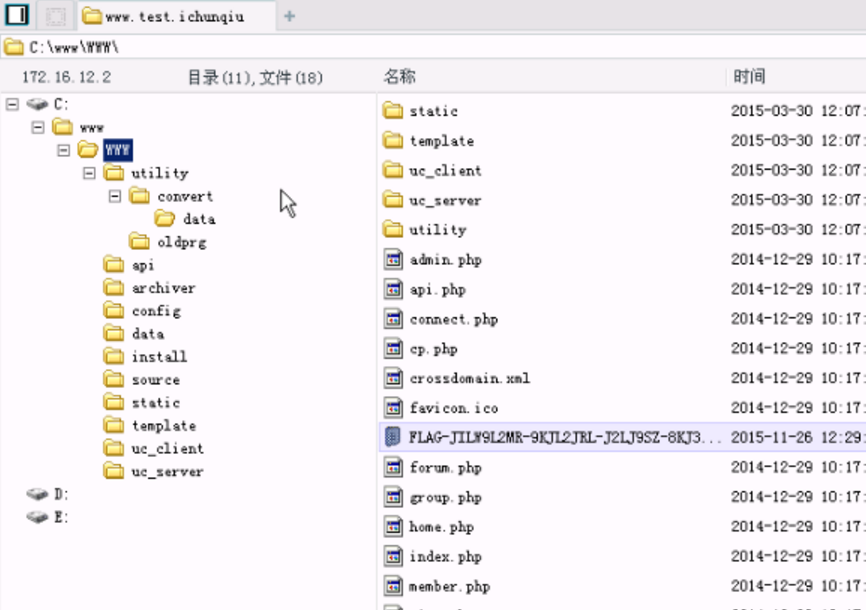 www.test.ichunqiu
C:\www\WWW\
172.16.12.2 目录(11),文件(18) 名称 时间
C:
www
WWW
utility
convert
data
oldprg
api
archiver
config
data
install
source
static
template
uc_client
uc_server
D:
E:
static 2015-03-30 12:07:
template 2015-03-30 12:07:
uc_client 2015-03-30 12:07:
uc_server 2015-03-30 12:07:
utility 2015-03-30 12:07:
admin.php 2014-12-29 10:17:
api.php 2014-12-29 10:17:
connect.php 2014-12-29 10:17:
cp.php 2014-12-29 10:17:
crossdomain.xml 2014-12-29 10:17:
favicon.ico 2014-12-29 10:17:
FLAG-JILW9L2MR-9KJL2JRL-J2LJ9SZ-8KJ3... 2015-11-26 12:29:
forum.php 2014-12-29 10:17:
group.php 2014-12-29 10:17:
home.php 2014-12-29 10:17:
index.php 2014-12-29 10:17:
member.php 2014-12-29 10:17: